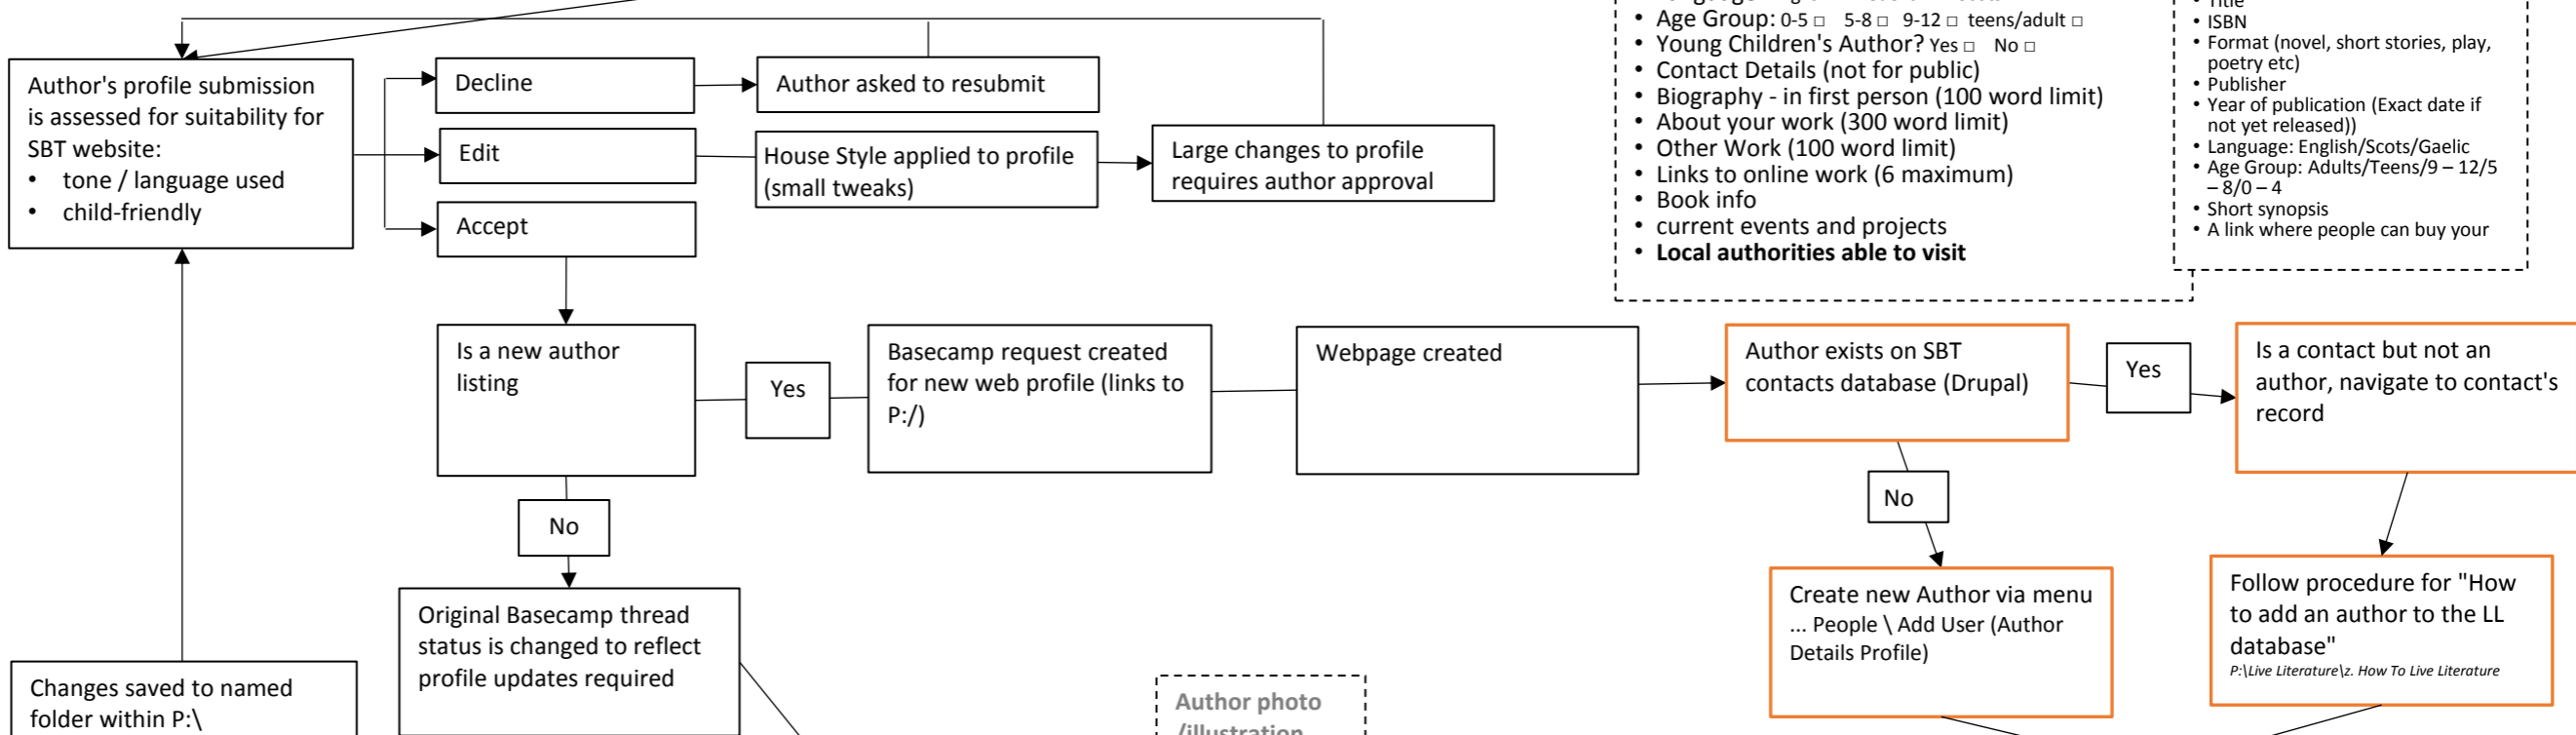 Author's profile submission
is assessed for suitability for
SBT website:
• tone / language used
• child-friendly
Decline
Author asked to resubmit
Edit
House Style applied to profile
(small tweaks)
Large changes to profile
requires author approval
Accept
• Age Group: 0-5 □ 5-8 □ 9-12 □ teens/adult □
• Young Children's Author? Yes □ No □
• Contact Details (not for public)
• Biography - in first person (100 word limit)
• About your work (300 word limit)
• Other Work (100 word limit)
• Links to online work (6 maximum)
• Book info
• current events and projects
• Local authorities able to visit
• Title
• ISBN
• Format (novel, short stories, play,
poetry etc)
• Publisher
• Year of publication (Exact date if
not yet released))
• Language: English/Scots/Gaelic
• Age Group: Adults/Teens/9 – 12/5
– 8/0 – 4
• Short synopsis
• A link where people can buy your
Is a new author
listing
Yes
Basecamp request created
for new web profile (links to
P:/)
Webpage created
Author exists on SBT
contacts database (Drupal)
Yes
Is a contact but not an
author, navigate to contact's
record
No
No
Original Basecamp thread
status is changed to reflect
profile updates required
Create new Author via menu
... People \ Add User (Author
Details Profile)
Follow procedure for "How
to add an author to the LL
database"
P:\Live Literature\z. How To Live Literature
Changes saved to named
folder within P:\
Author photo
/illustration